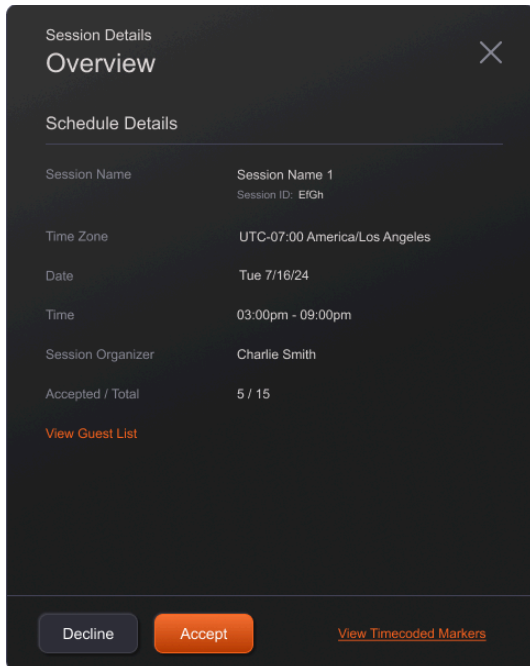 Session Details
Overview
Schedule Details
Session Name
Session Name 1
Session ID: EfGh
Time Zone
UTC-07:00 America/Los Angeles
Date
Tue 7/16/24
Time
03:00pm - 09:00pm
Session Organizer
Charlie Smith
Accepted / Total
5 / 15
View Guest List
Decline
Accept
View Timecoded Markers